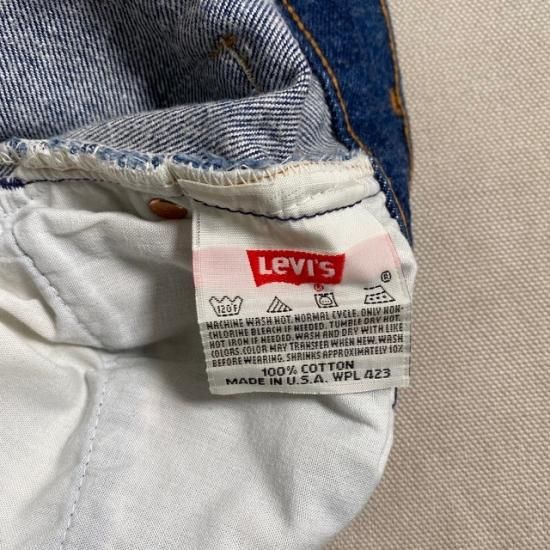 LEVI'S
®
120F
MACHINE WASH HOT. NORMAL CYCLE. ONLY NON-
CHLORINE BLEACH IF NEEDED. TUMBLE DRY HOT.
HOT IRON IF NEEDED. WASH AND DRY WITH LIKE
COLORS. COLOR MAY TRANSFER WHEN NEW. WASH
BEFORE WEARING. SHRINKS APPROXIMATELY 10%
100% COTTON
MADE IN U.S.A. WPL 423